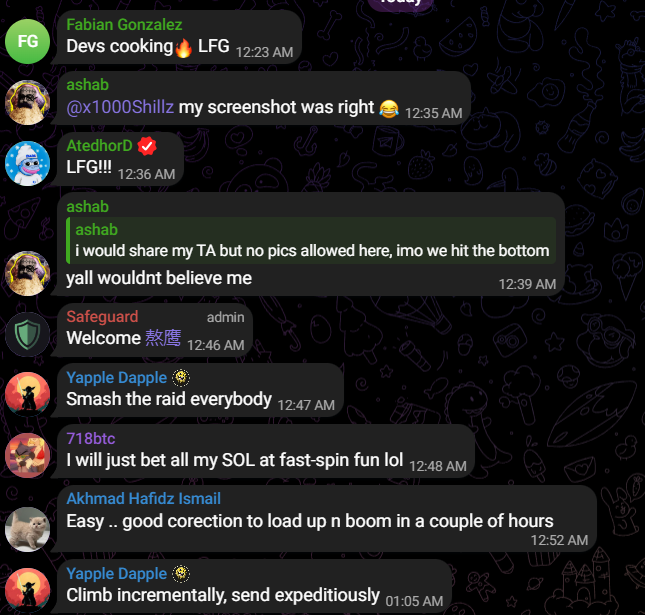 Today
FG
Fabian Gonzalez
Devs cooking🔥 LFG 12:23 AM
ashab
@x1000Shillz my screenshot was right 😂 12:35 AM
AtedhorD
LFG!!! 12:36 AM
ashab
ashab
i would share my TA but no pics allowed here, imo we hit the bottom
yall wouldnt believe me 12:39 AM
Safeguard admin
Welcome 熬鹰 12:46 AM
Yapple Dapple
Smash the raid everybody 12:47 AM
718btc
I will just bet all my SOL at fast-spin fun lol 12:48 AM
Akhmad Hafidz Ismail
Easy .. good corection to load up n boom in a couple of hours
12:52 AM
Yapple Dapple
Climb incrementally, send expeditiously 01:05 AM